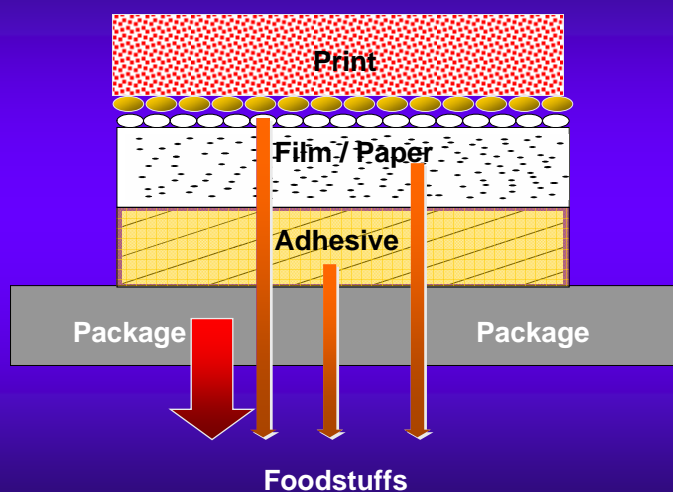 Print
Film / Paper
Adhesive
Package Package
Foodstuffs